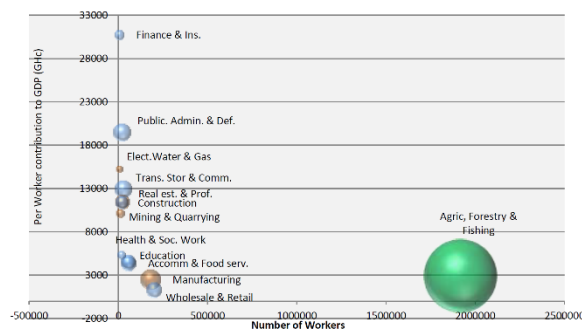 33000
Finance & Ins.
28000
23000
Public. Admin. & Def.
18000
Elect.Water & Gas
Trans. Stor & Comm.
13000
Real est. & Prof.
Construction
Mining & Quarrying
Agric, Forestry &
Fishing
8000
Health & Soc. Work
Education
Accomm & Food serv.
3000
Manufacturing
Wholesale & Retail
-500000
-2000
0
500000
1000000
1500000
2000000
2500000
Number of Workers
Per Worker contribution to GDP (GHc)